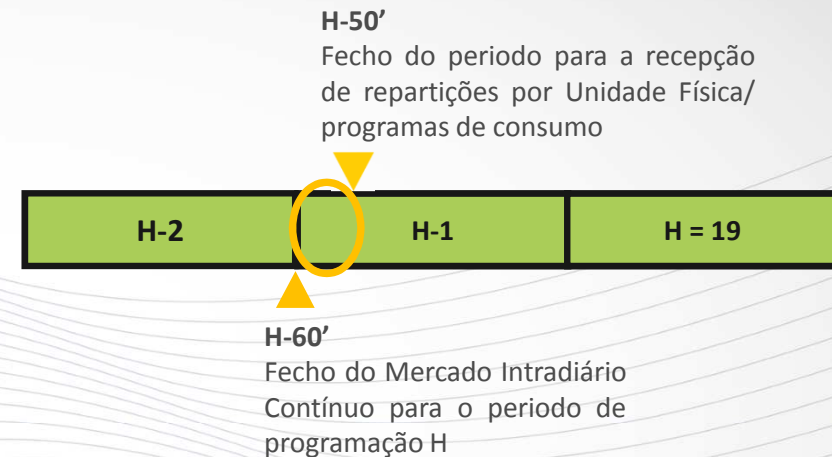 H-50’
Fecho do periodo para a recepção
de repartições por Unidade Física/
programas de consumo
H-2
H-1
H = 19
H-60’
Fecho do Mercado Intradiário
Contínuo para o periodo de
programação H